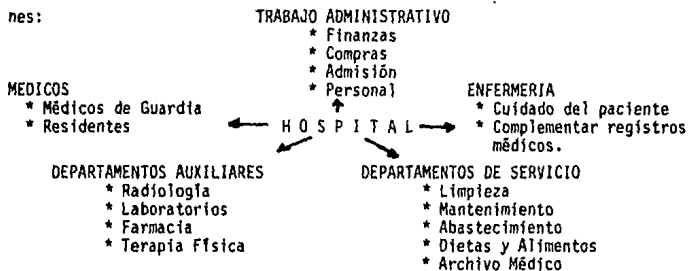 nes:
TRABAJO ADMINISTRATIVO
* Finanzas
* Compras
* Admisión
* Personal
MEDICOS
* Médicos de Guardia
* Residentes
ENFERMERIA
* Cuidado del paciente
* Complementar registros
médicos.
H O S P I T A L
DEPARTAMENTOS AUXILIARES
* Radiología
* Laboratorios
* Farmacia
* Terapia Física
DEPARTAMENTOS DE SERVICIO
* Limpieza
* Mantenimiento
* Abastecimiento
* Dietas y Alimentos
* Archivo Médico